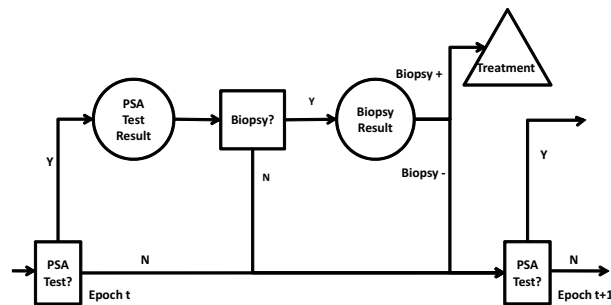 Treatment
Biopsy +
PSA
Test
Result
Biopsy?
Y
Biopsy
Result
Biopsy -
Y
N
Y
PSA
Test?
N
Epoch t
PSA
Test?
N
Epoch t+1